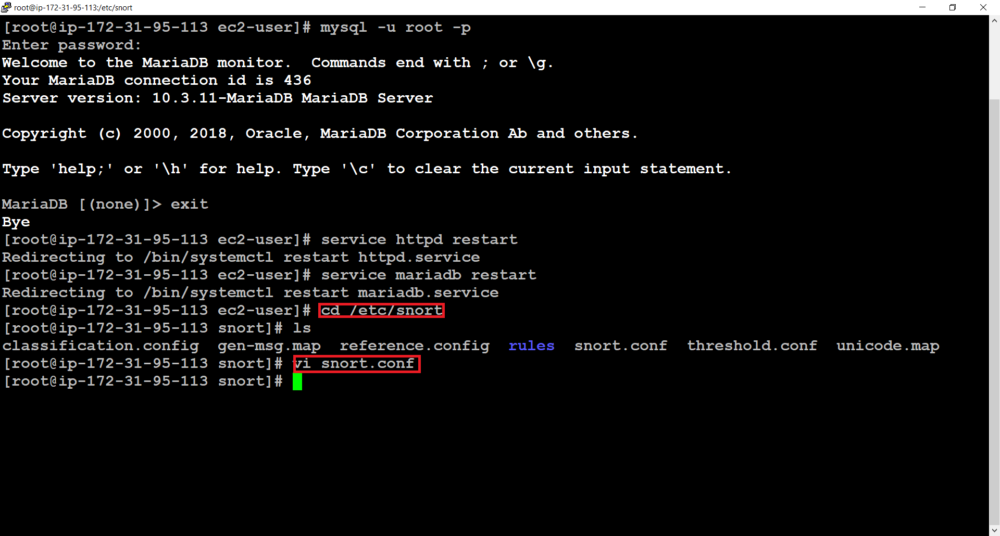 root@ip-172-31-95-113:/etc/snort
[root@ip-172-31-95-113 ec2-user]# mysql -u root -p
Enter password:
Welcome to the MariaDB monitor.  Commands end with ; or \g.
Your MariaDB connection id is 436
Server version: 10.3.11-MariaDB MariaDB Server
Copyright (c) 2000, 2018, Oracle, MariaDB Corporation Ab and others.
Type 'help;' or '\h' for help. Type '\c' to clear the current input statement.
MariaDB [(none)]> exit
Bye
[root@ip-172-31-95-113 ec2-user]# service httpd restart
Redirecting to /bin/systemctl restart httpd.service
[root@ip-172-31-95-113 ec2-user]# service mariadb restart
Redirecting to /bin/systemctl restart mariadb.service
[root@ip-172-31-95-113 ec2-user]# cd /etc/snort
[root@ip-172-31-95-113 snort]# ls
classification.config  gen-msg.map  reference.config  rules  snort.conf  threshold.conf  unicode.map
[root@ip-172-31-95-113 snort]# vi snort.conf
[root@ip-172-31-95-113 snort]#